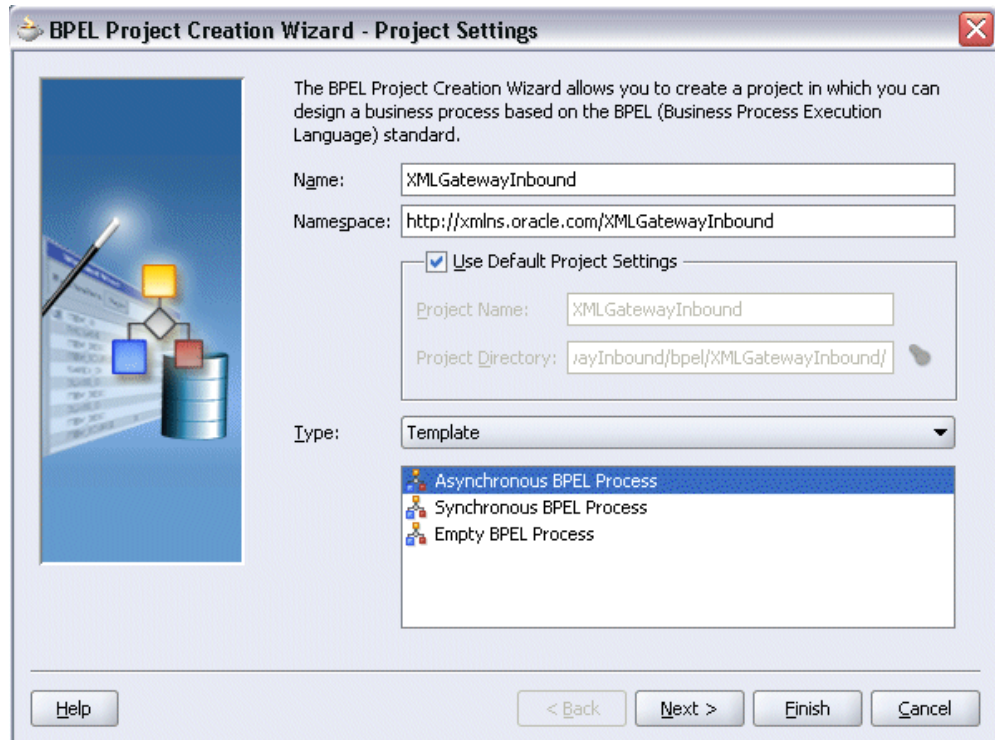 BPEL Project Creation Wizard - Project Settings
The BPEL Project Creation Wizard allows you to create a project in which you can
design a business process based on the BPEL (Business Process Execution
Language) standard.
Name: XMLGatewayInbound
Namespace: http://xmlns.oracle.com/XMLGatewayInbound
Use Default Project Settings
Project Name: XMLGatewayInbound
Project Directory: ayInbound/bpel/XMLGatewayInbound/
Type: Template
Asynchronous BPEL Process
Synchronous BPEL Process
Empty BPEL Process
Help < Back Next > Finish Cancel